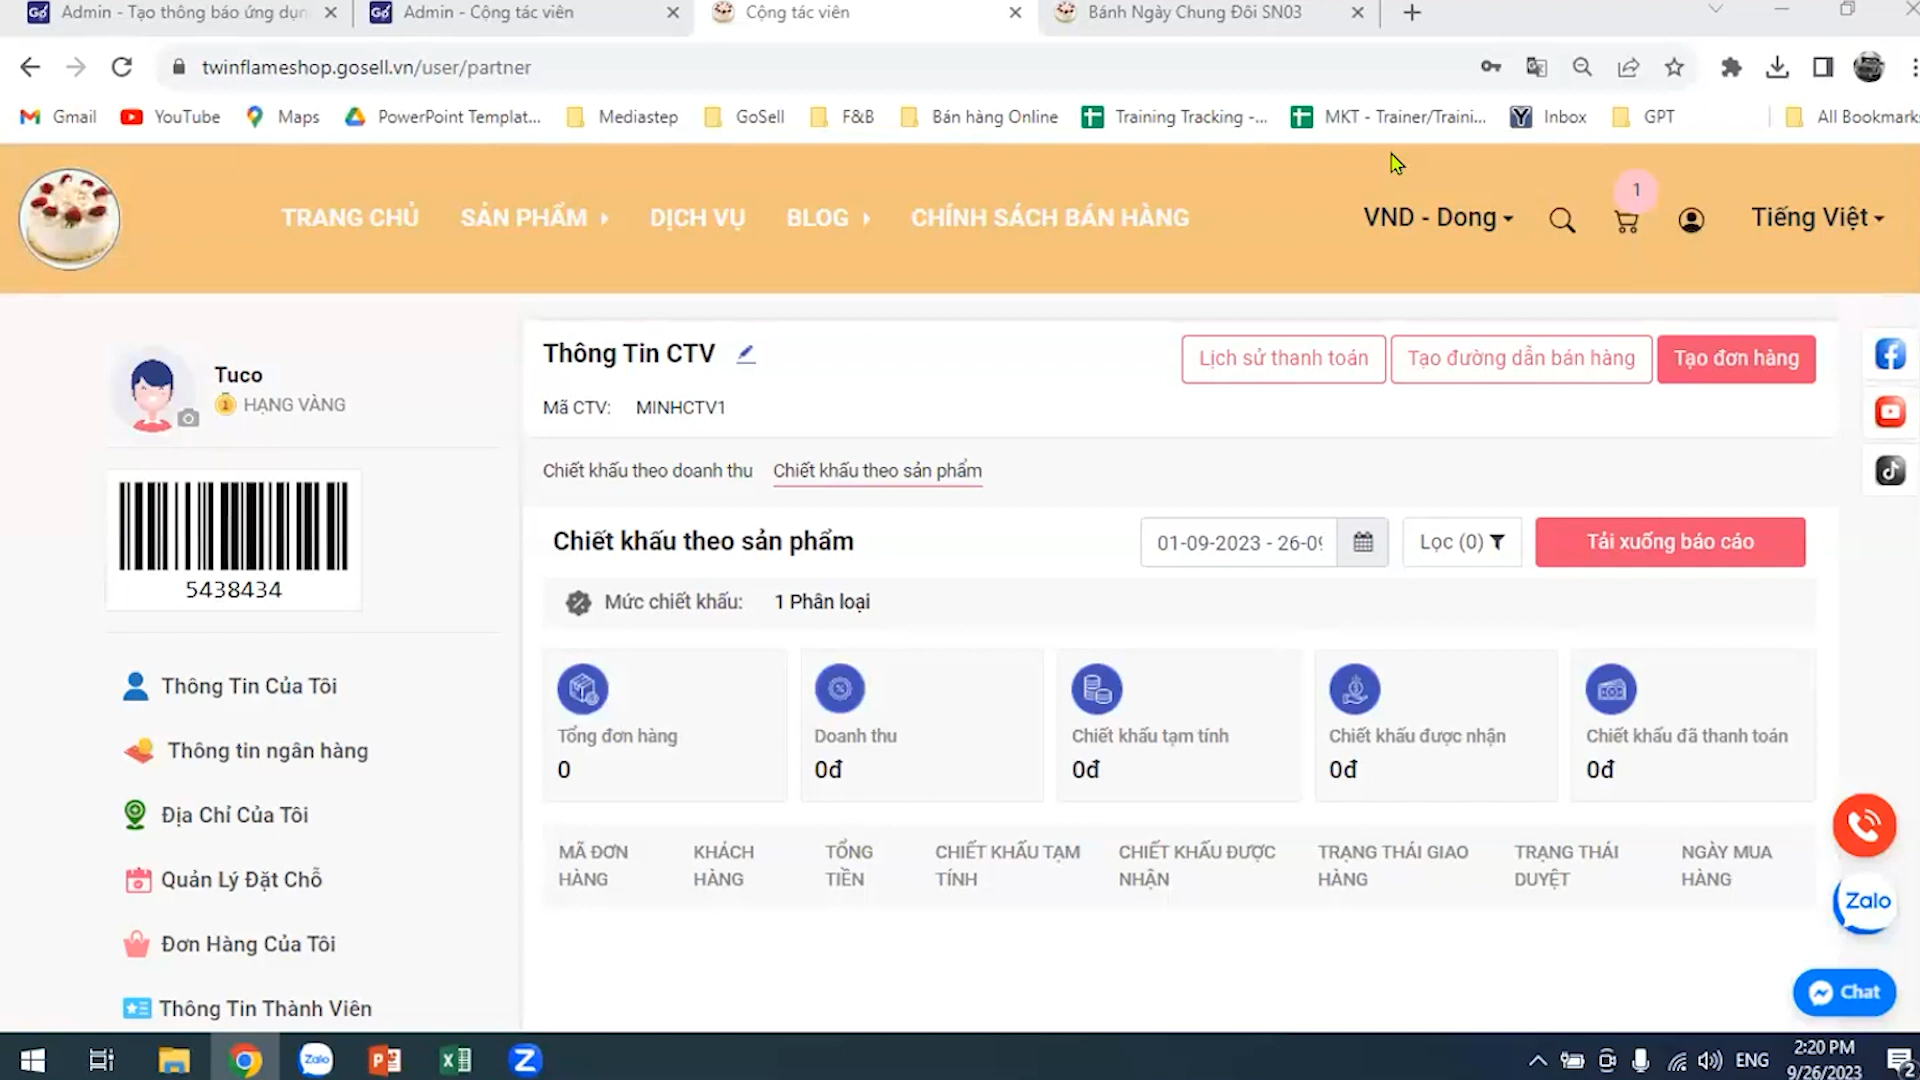 Admin - Tạo thông báo ứng dụn
Admin - Cộng tác viên
Cộng tác viên
Bánh Ngày Chung Đôi SN03
twinflameshop.gosell.vn/user/partner
Gmail
YouTube
Maps
PowerPoint Templat...
Mediastep
GoSell
F&B
Bán hàng Online
Training Tracking -...
MKT - Trainer/Traini...
Inbox
GPT
All Bookmarks
TRANG CHỦ
SẢN PHẨM
DỊCH VỤ
BLOG
CHÍNH SÁCH BÁN HÀNG
VND - Dong
1
Tiếng Việt
Tuco
HẠNG VÀNG
5438434
Thông Tin Của Tôi
Thông tin ngân hàng
Địa Chỉ Của Tôi
Quản Lý Đặt Chỗ
Đơn Hàng Của Tôi
Thông Tin Thành Viên
Thông Tin CTV
Lịch sử thanh toán
Tạo đường dẫn bán hàng
Tạo đơn hàng
Mã CTV: MINHCTV1
Chiết khấu theo doanh thu
Chiết khấu theo sản phẩm
Chiết khấu theo sản phẩm
01-09-2023 - 26-09
Lọc (0)
Tải xuống báo cáo
Mức chiết khấu: 1 Phân loại
Tổng đơn hàng
0
Doanh thu
0đ
Chiết khấu tạm tính
0đ
Chiết khấu được nhận
0đ
Chiết khấu đã thanh toán
0đ
MÃ ĐƠN HÀNG
KHÁCH HÀNG
TỔNG TIỀN
CHIẾT KHẤU TẠM TÍNH
CHIẾT KHẤU ĐƯỢC NHẬN
TRẠNG THÁI GIAO HÀNG
TRẠNG THÁI DUYỆT
NGÀY MUA HÀNG
Zalo
Chat
Zalo
ENG
2:20 PM
9/26/2023
2